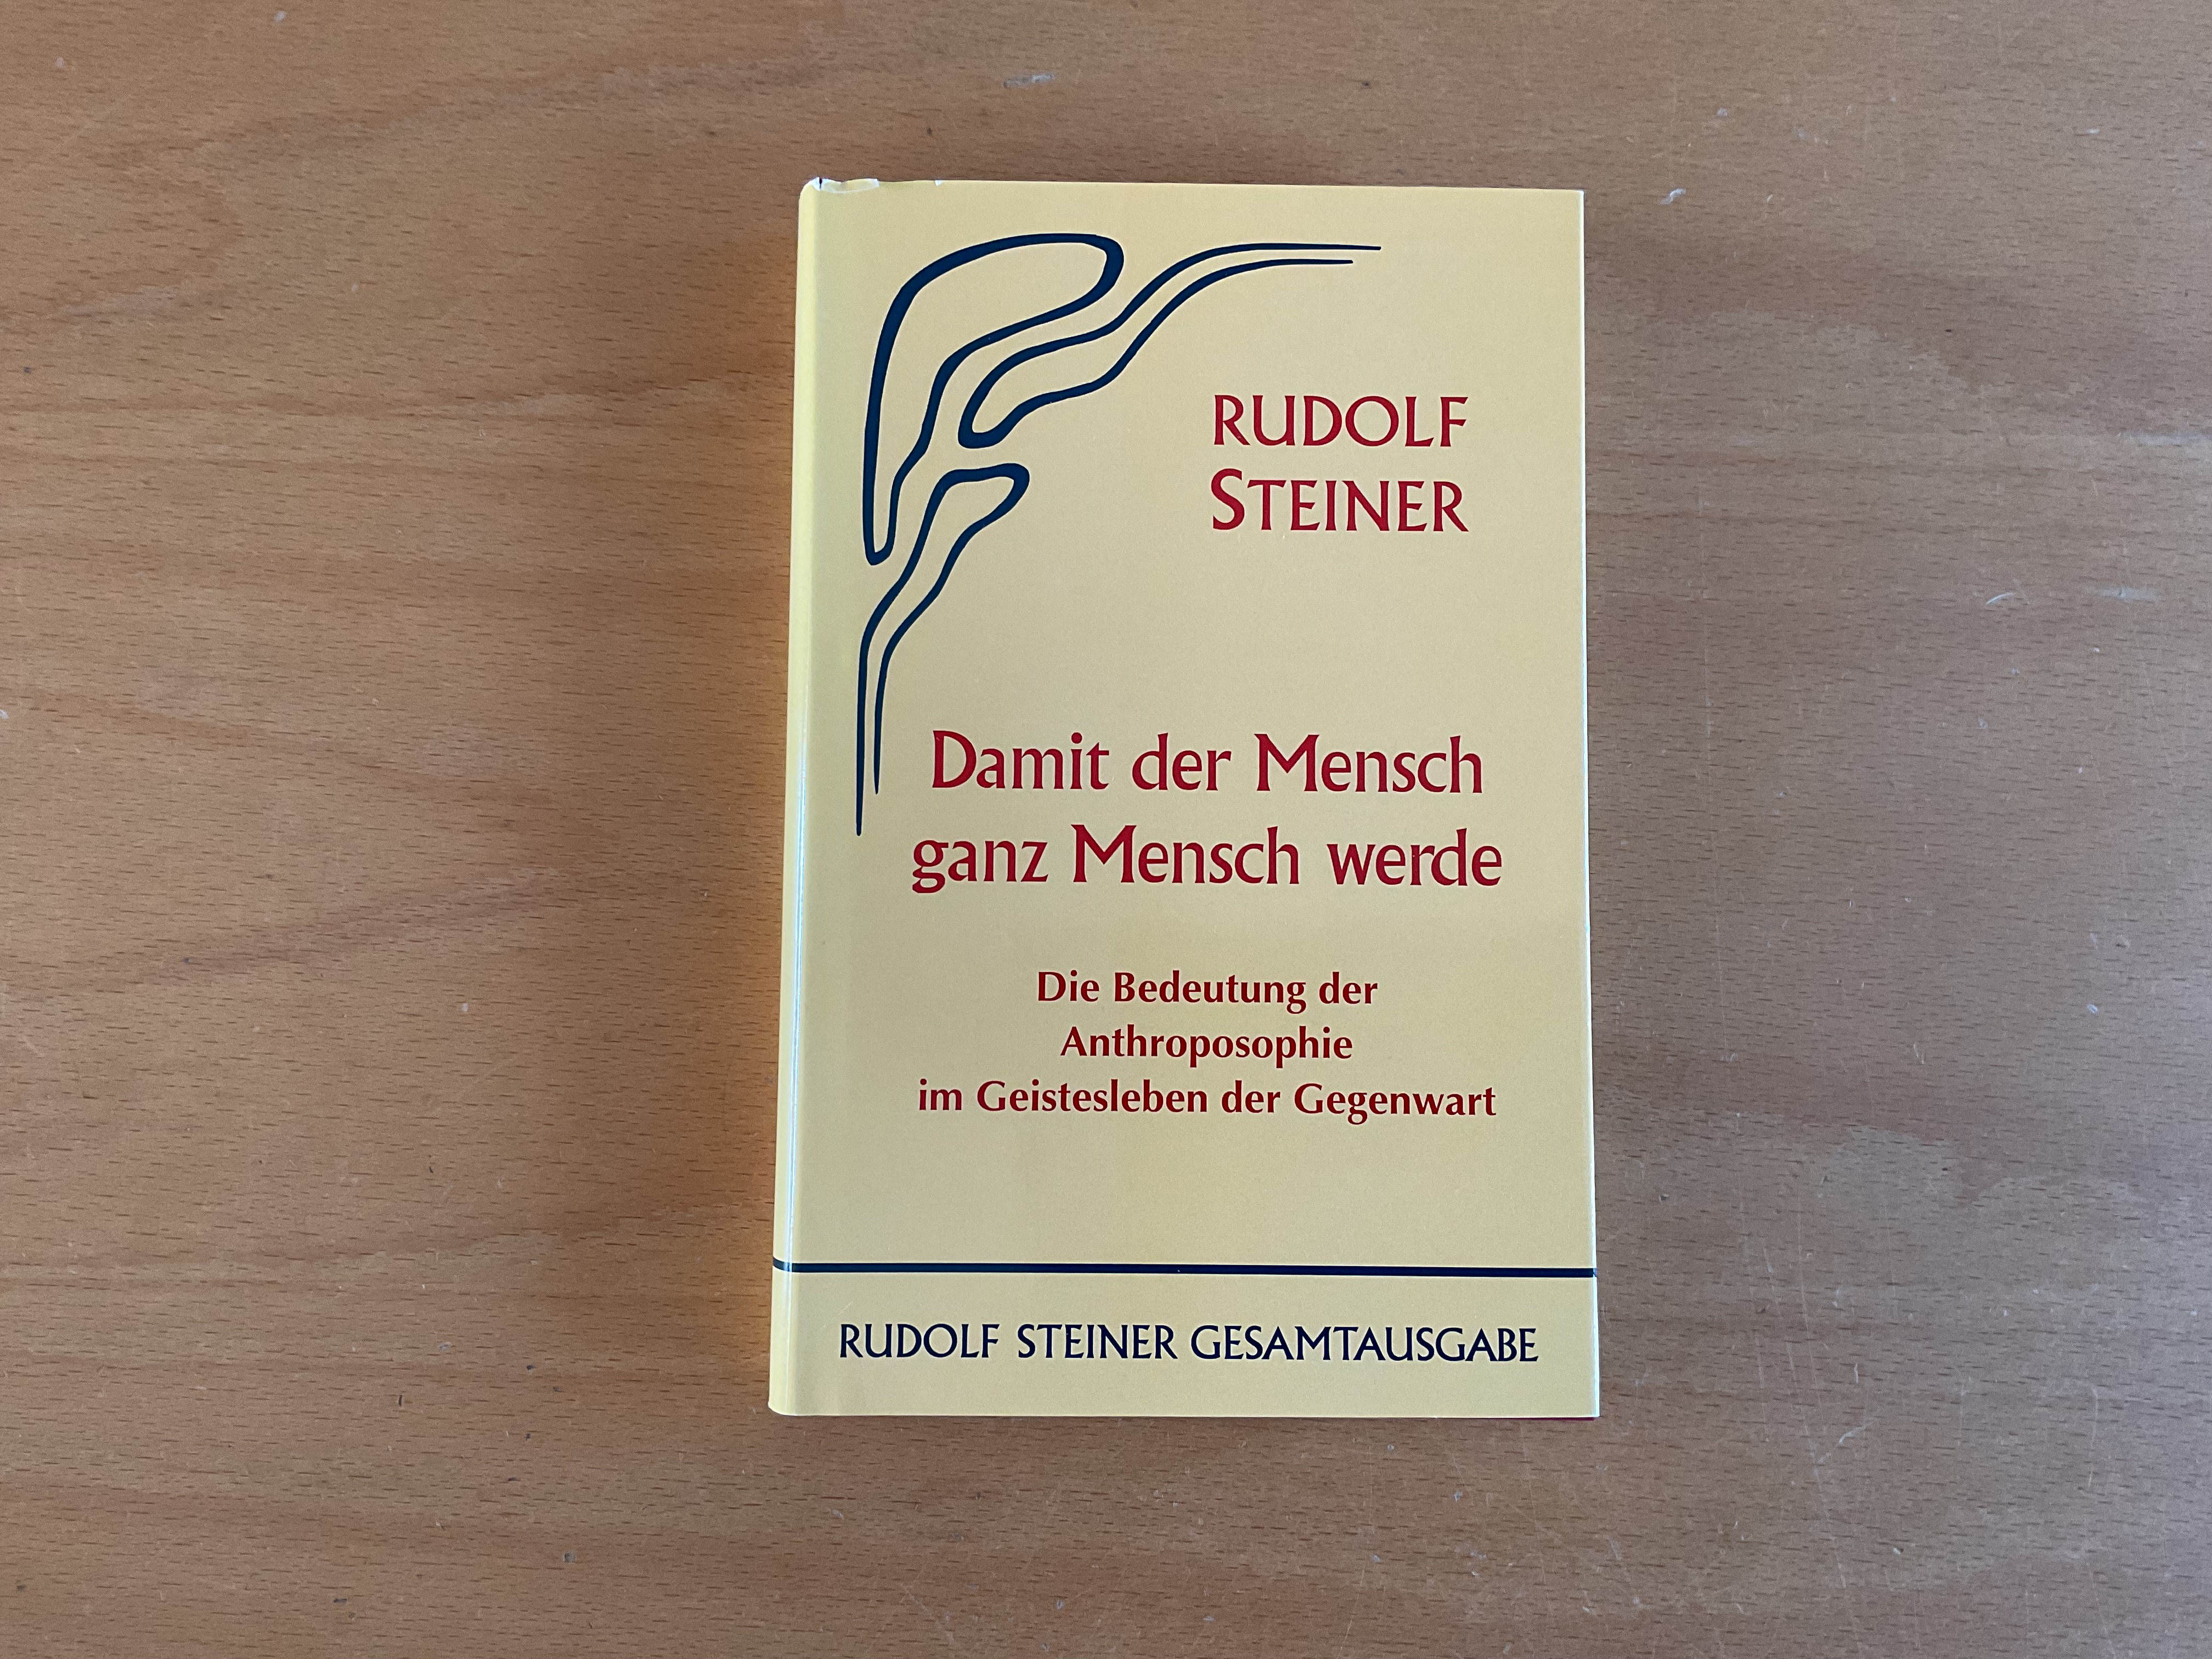 RUDOLF
STEINER
Damit der Mensch
ganz Mensch werde
Die Bedeutung der
Anthroposophie
im Geistesleben der Gegenwart
RUDOLF STEINER GESAMTAUSGABE